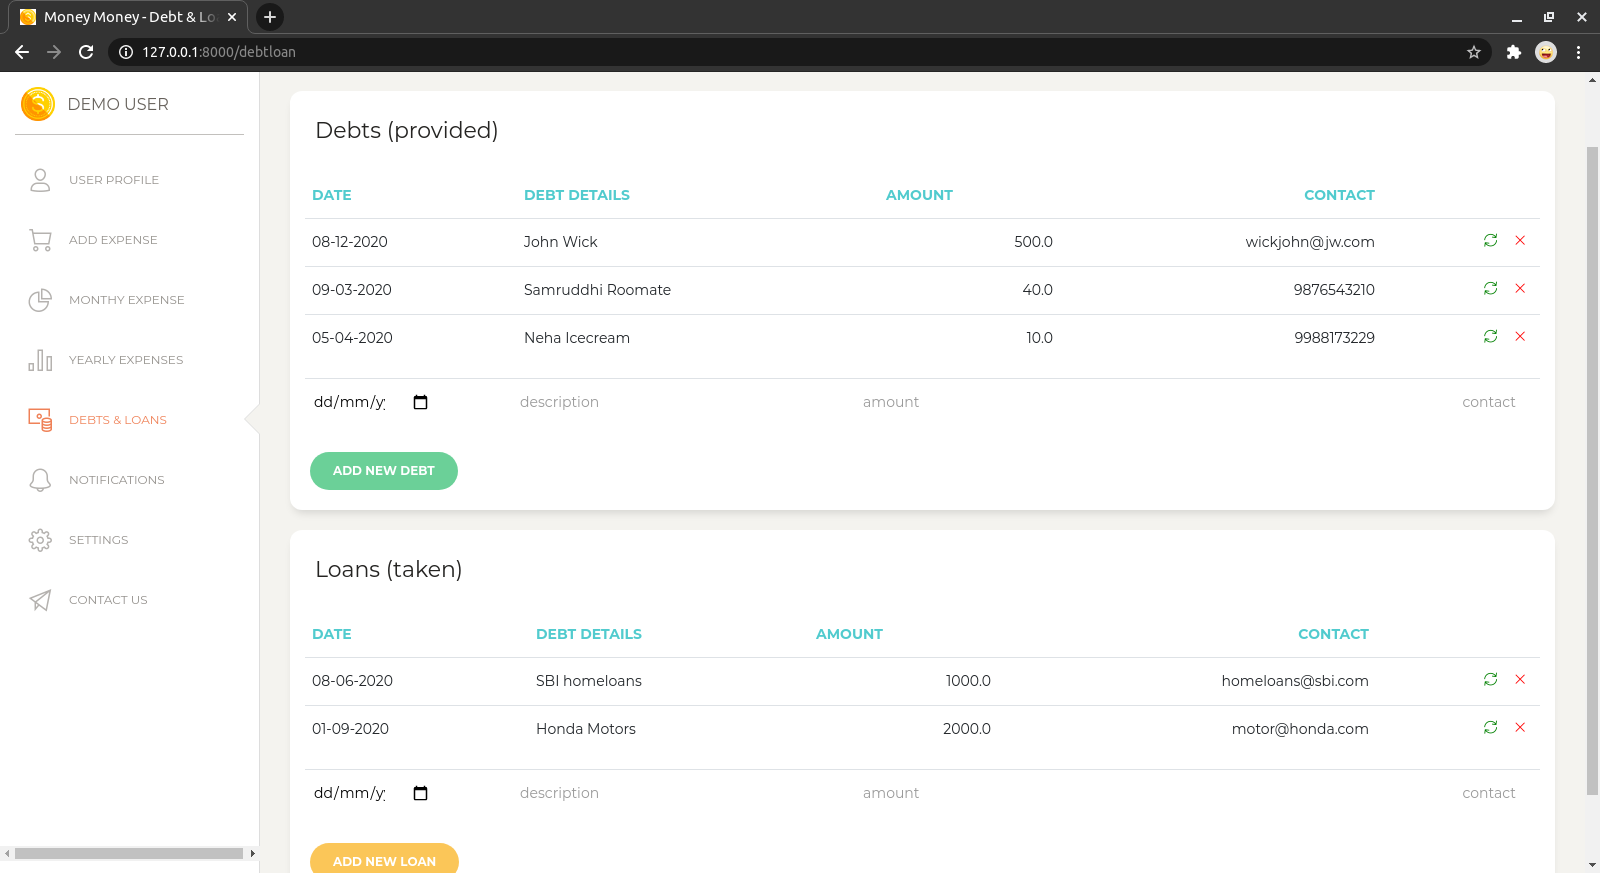 Money Money - Debt & Lo
127.0.0.1:8000/debtloan
DEMO USER
USER PROFILE
ADD EXPENSE
MONTHY EXPENSE
YEARLY EXPENSES
DEBTS & LOANS
NOTIFICATIONS
SETTINGS
CONTACT US
Debts (provided)
DATE DEBT DETAILS AMOUNT CONTACT
08-12-2020 John Wick 500.0 wickjohn@jw.com
09-03-2020 Samruddhi Roomate 40.0 9876543210
05-04-2020 Neha Icecream 10.0 9988173229
dd/mm/y description amount contact
ADD NEW DEBT
Loans (taken)
DATE DEBT DETAILS AMOUNT CONTACT
08-06-2020 SBI homeloans 1000.0 homeloans@sbi.com
01-09-2020 Honda Motors 2000.0 motor@honda.com
dd/mm/y description amount contact
ADD NEW LOAN